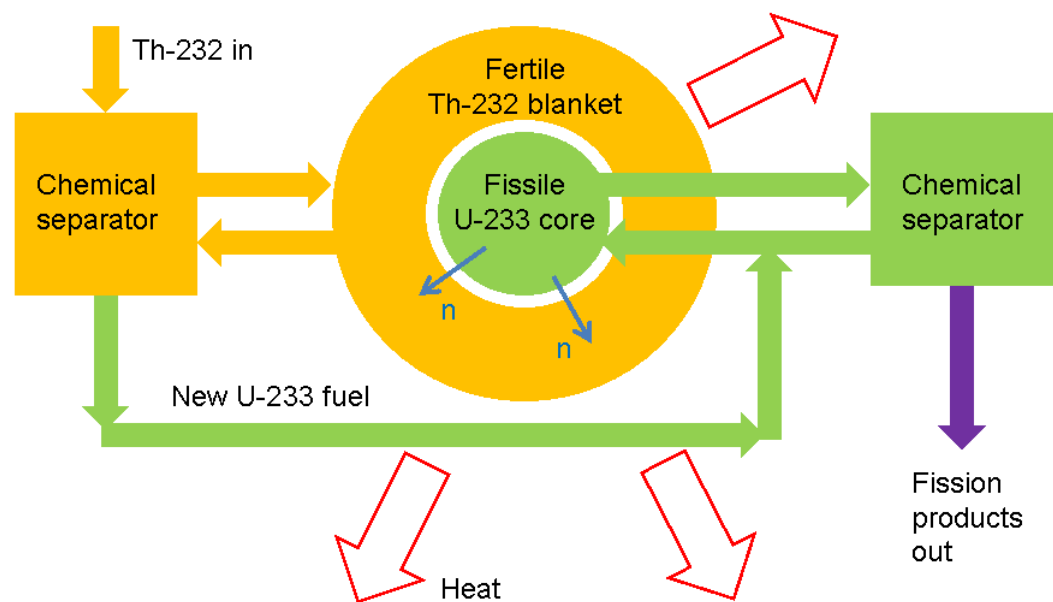 Th-232 in
Fertile
Th-232 blanket
Chemical
separator
Fissile
U-233 core
Chemical
separator
n
n
New U-233 fuel
Fission
products
out
Heat